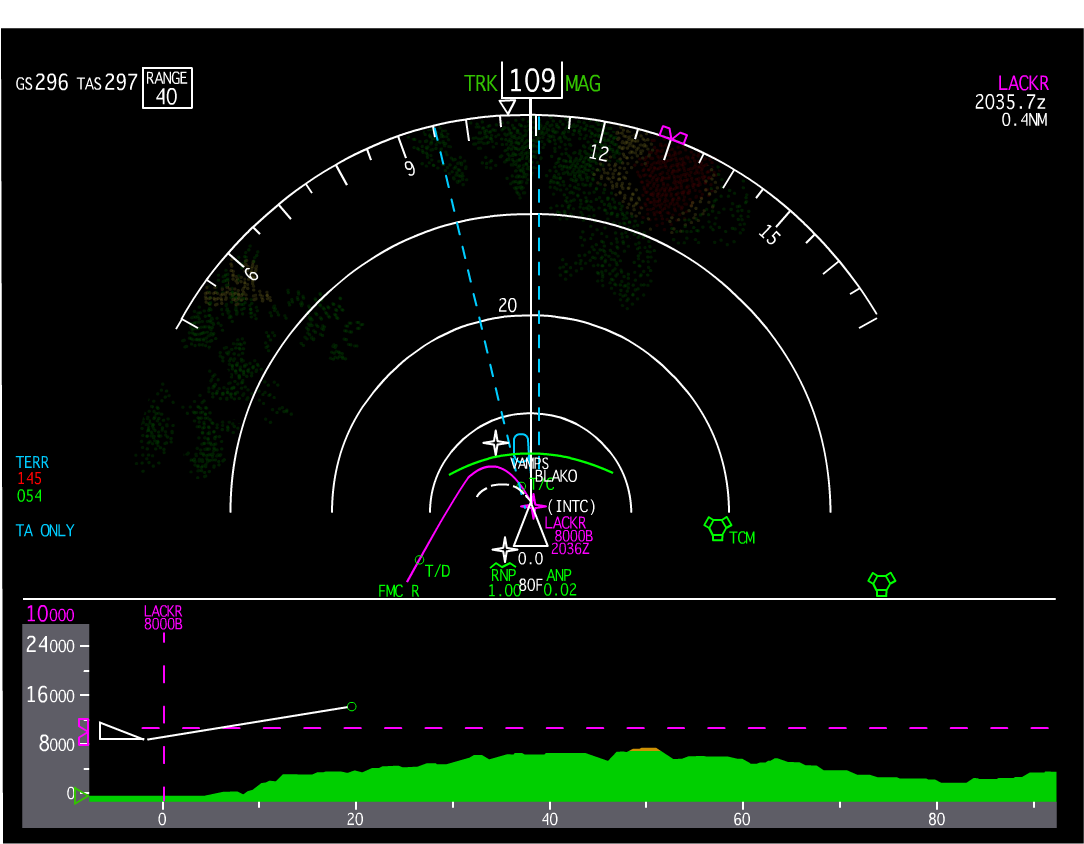 GS296 TAS297
RANGE
40
TRK 109 MAG
LACKR
2035.7z
0.4NM
6
9
12
15
20
TERR
145
054
TA ONLY
VAMPS
BLAKO
T/C
(INTC)
LACKR
8000B
2036Z
TCM
0.0
T/D
FMC R
RNP
1.00
80F
ANP
0.02
10000
LACKR
8000B
24000
16000
8000
0
0 20 40 60 80